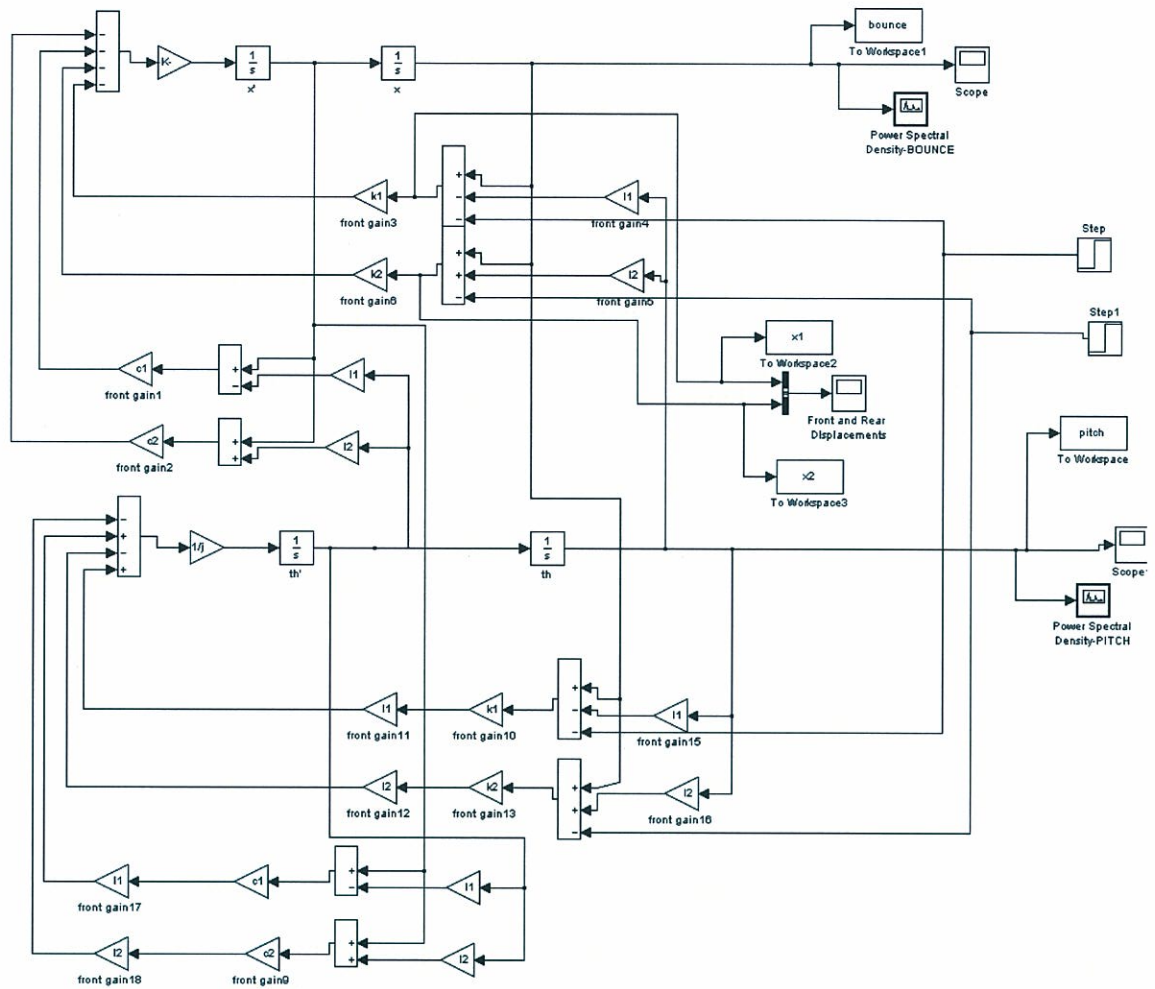 bounce
To Workspace1
Scope
Power Spectral
Density-BOUNCE
K-
1
s
x'
1
s
x
k1
front gain3
l1
front gain4
k2
front gain6
l2
front gain5
Step
Step1
x1
To Workspace2
Front and Rear
Displacements
x2
To Workspace3
c1
front gain1
l1
c2
front gain2
l2
pitch
To Workspace
1/j
1
s
th'
1
s
th
Scope
Power Spectral
Density-PITCH
l1
front gain11
k1
front gain10
l1
front gain15
l2
front gain12
k2
front gain13
l2
front gain16
l1
front gain17
c1
l1
l2
front gain18
c2
front gain9
l2